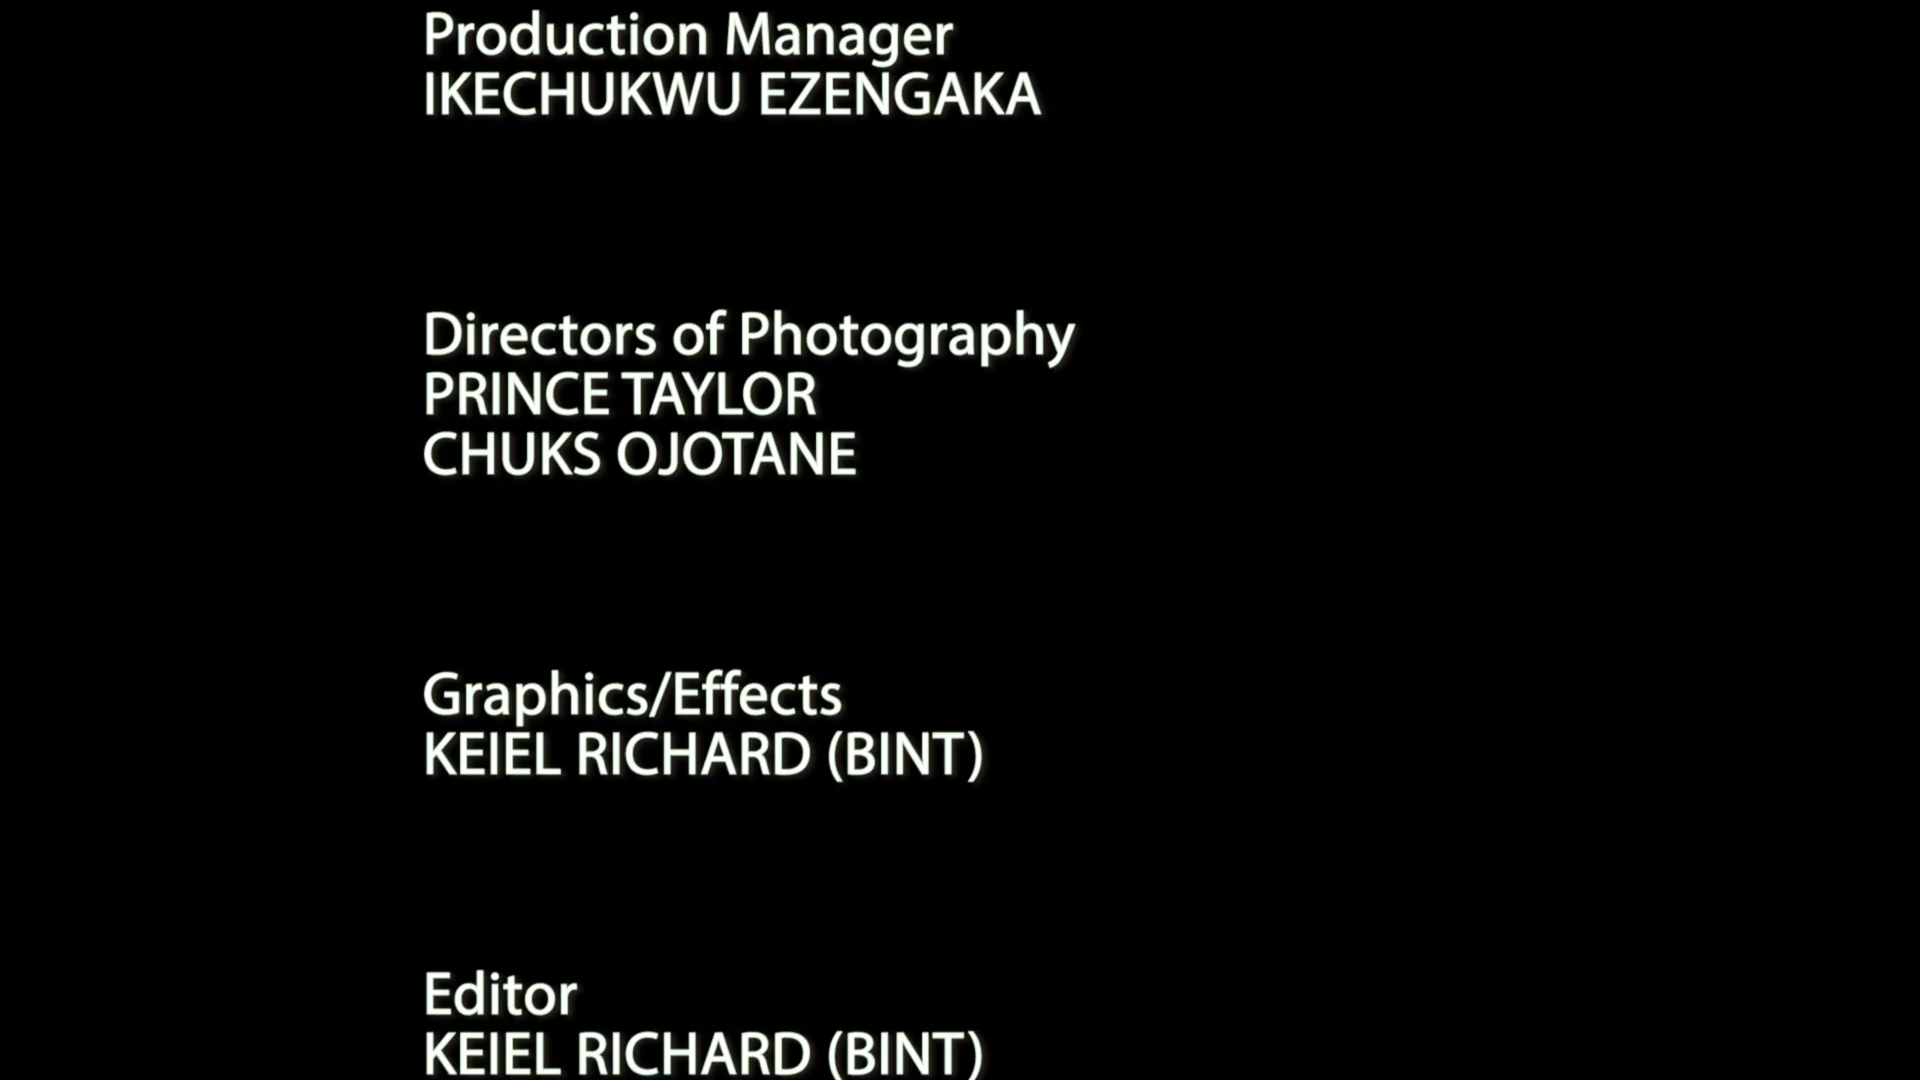 Production Manager
IKECHUKWU EZENGAKA
Directors of Photography
PRINCE TAYLOR
CHUKS OJOTANE
Graphics/Effects
KEIEL RICHARD (BINT)
Editor
KEIEL RICHARD (BINT)